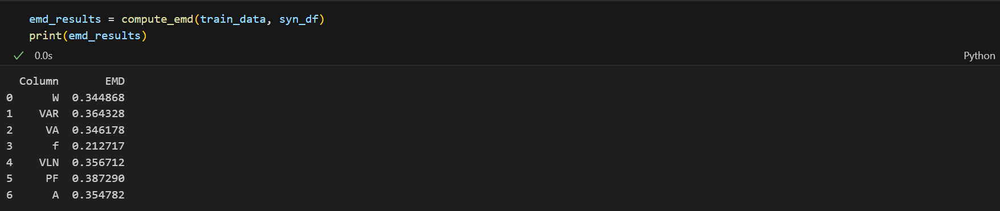 emd_results = compute_emd(train_data, syn_df)
print(emd_results)
0.0s
Python
Column EMD
0 W 0.344868
1 VAR 0.364328
2 VA 0.346178
3 f 0.212717
4 VLN 0.356712
5 PF 0.387290
6 A 0.354782